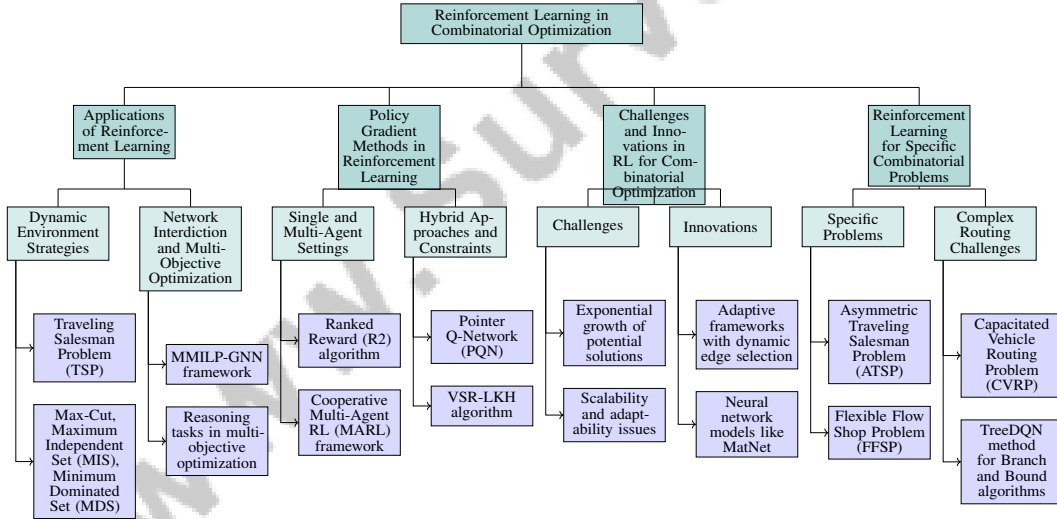 Reinforcement Learning in
Combinatorial Optimization
Applications
of Reinforce-
ment Learning
Policy
Gradient
Methods in
Reinforcement
Learning
Challenges
and Inno-
vations in
RL for Com-
binatorial
Optimization
Reinforcement
Learning
for Specific
Combinatorial
Problems
Dynamic
Environment
Strategies
Network
Interdiction
and Multi-
Objective
Optimization
Single and
Multi-Agent
Settings
Hybrid Ap-
proaches and
Constraints
Challenges
Innovations
Specific
Problems
Complex
Routing
Challenges
Traveling
Salesman
Problem
(TSP)
MMILP-GNN
framework
Ranked
Reward (R2)
algorithm
Pointer
Q-Network
(PQN)
Exponential
growth of
potential
solutions
Adaptive
frameworks
with dynamic
edge selection
Asymmetric
Traveling
Salesman
Problem
(ATSP)
Capacitated
Vehicle
Routing
Problem
(CVRP)
Max-Cut,
Maximum
Independent
Set (MIS),
Minimum
Dominated
Set (MDS)
Reasoning
tasks in multi-
objective
optimization
Cooperative
Multi-Agent
RL (MARL)
framework
VSR-LKH
algorithm
Scalability
and adapt-
ability issues
Neural
network
models like
MatNet
Flexible Flow
Shop Problem
(FFSP)
TreeDQN
method
for Branch
and Bound
algorithms
www.Surv